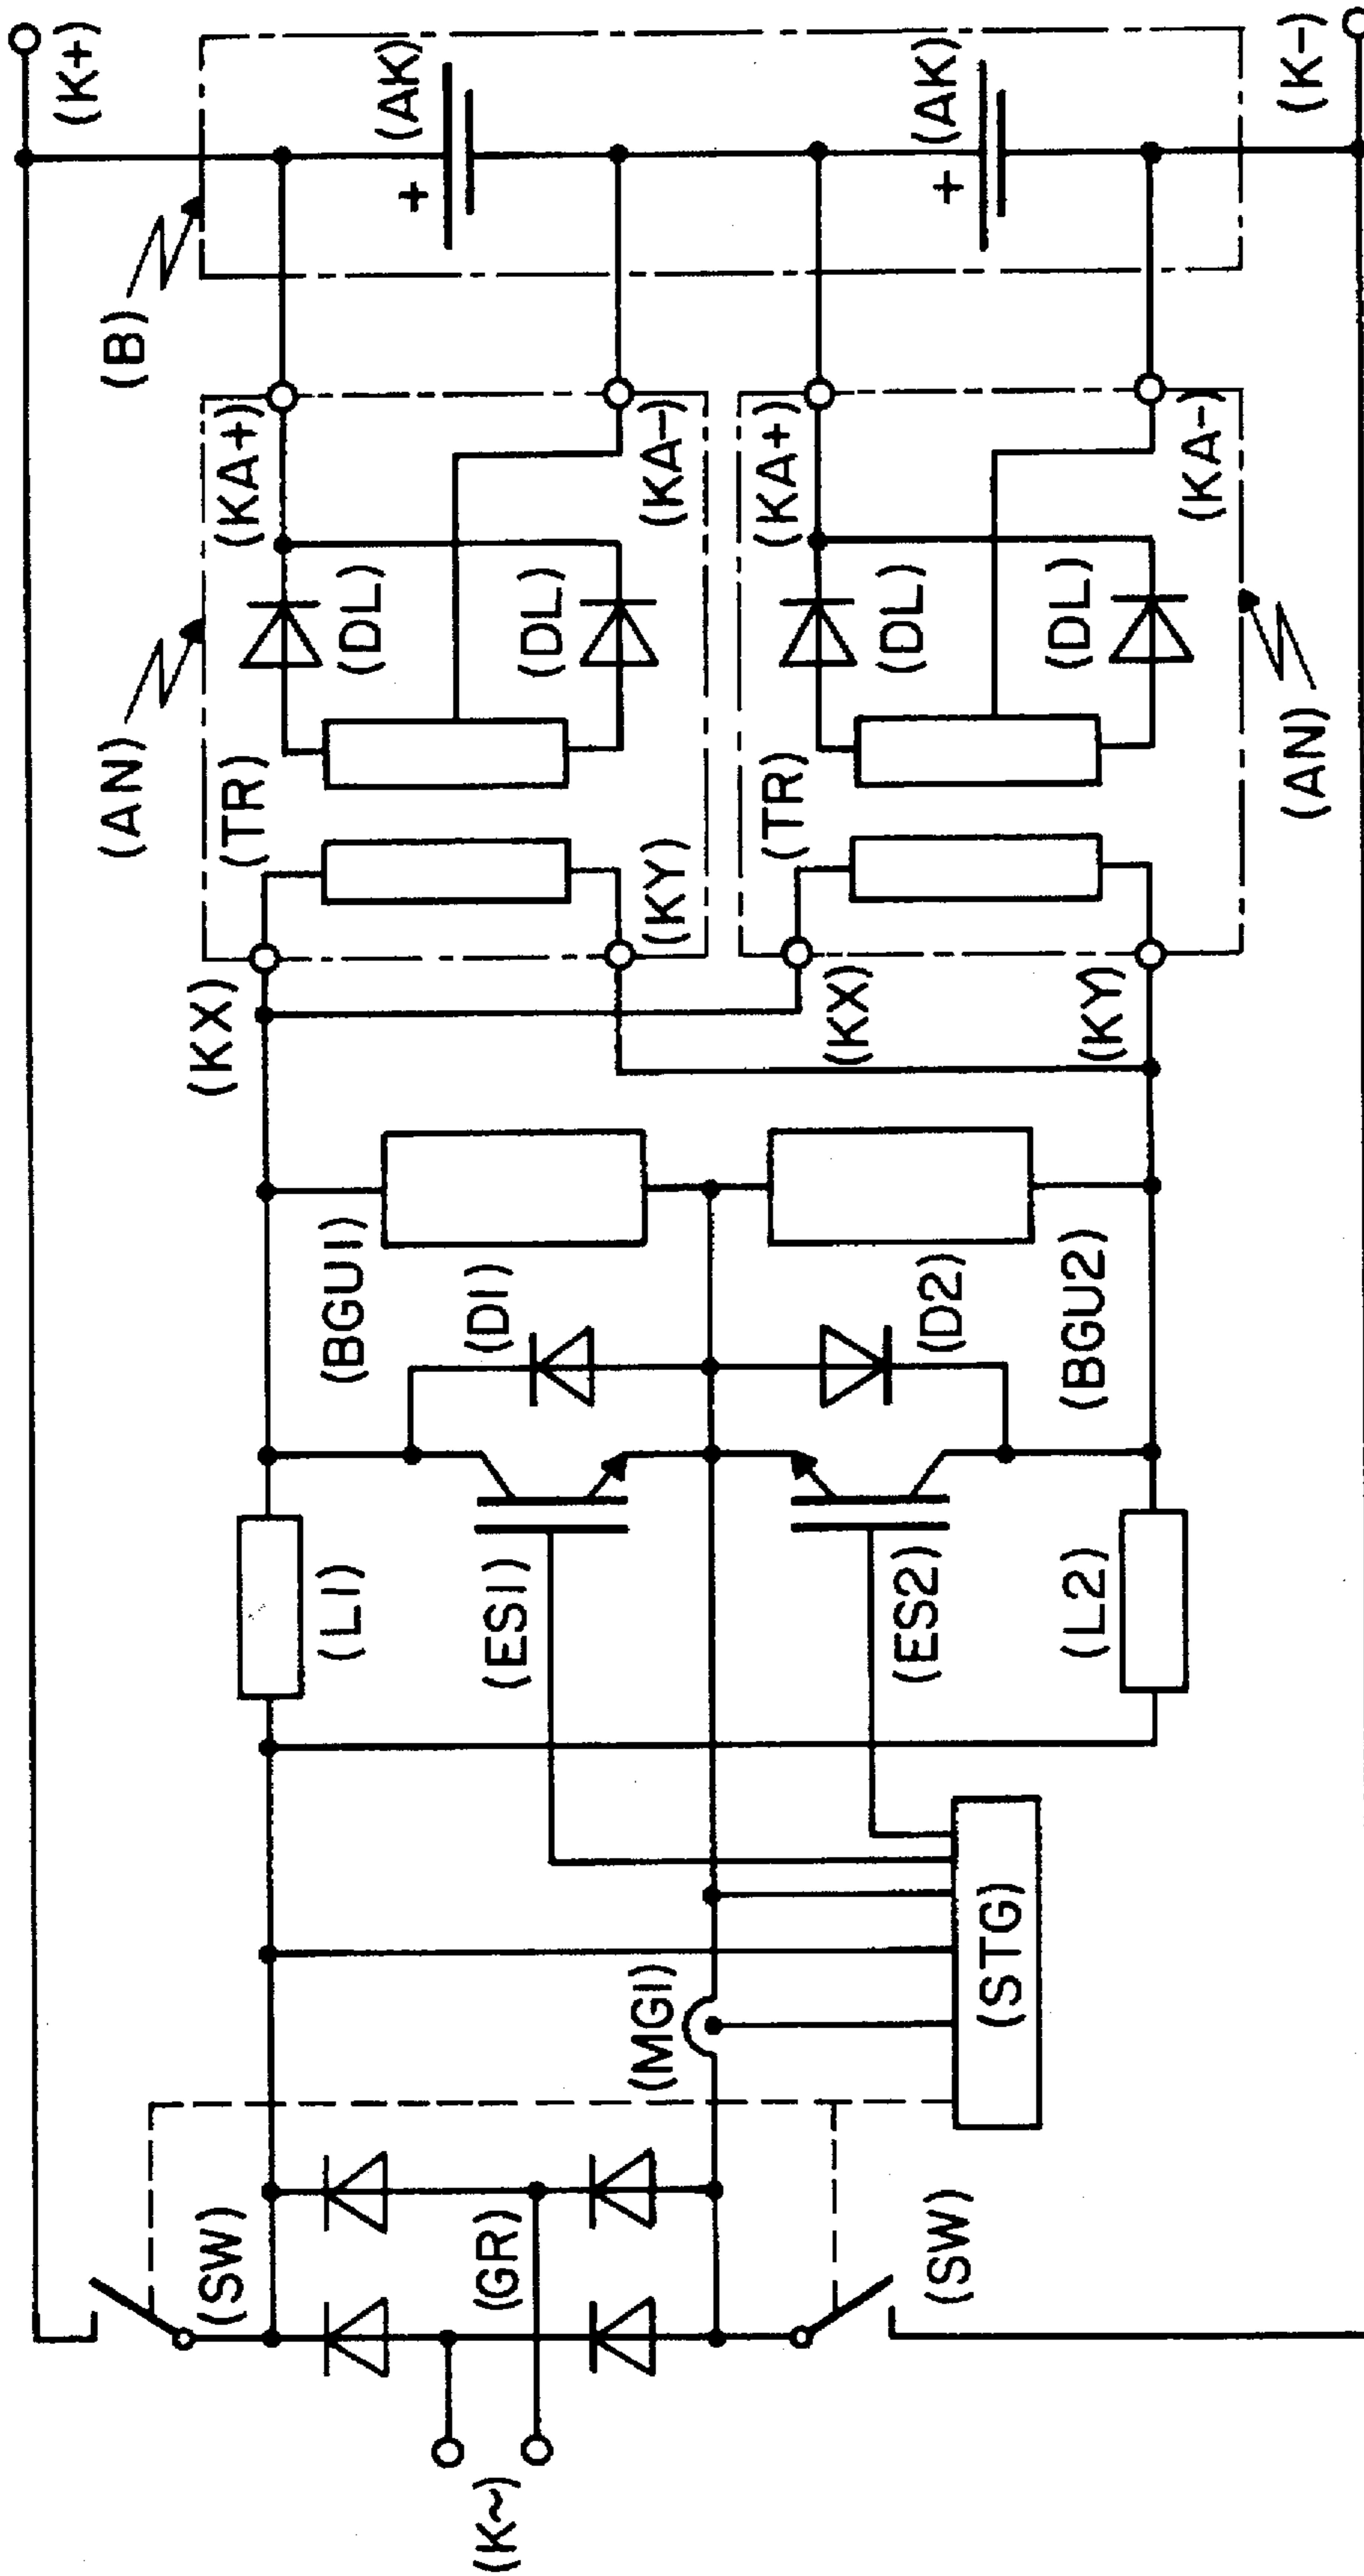 (K+)
(AK)
+
(AK)
+
(K-)
(B)
(KA+)
(KA-)
(KA+)
(KA-)
(DL)
(DL)
(DL)
(DL)
(AN)
(TR)
(KY)
(TR)
(AN)
(KX)
(KX)
(KY)
(BGU1)
(D1)
(D2)
(BGU2)
(L1)
(ES1)
(ES2)
(L2)
(MGI)
(STG)
(SW)
(GR)
(SW)
(K~)